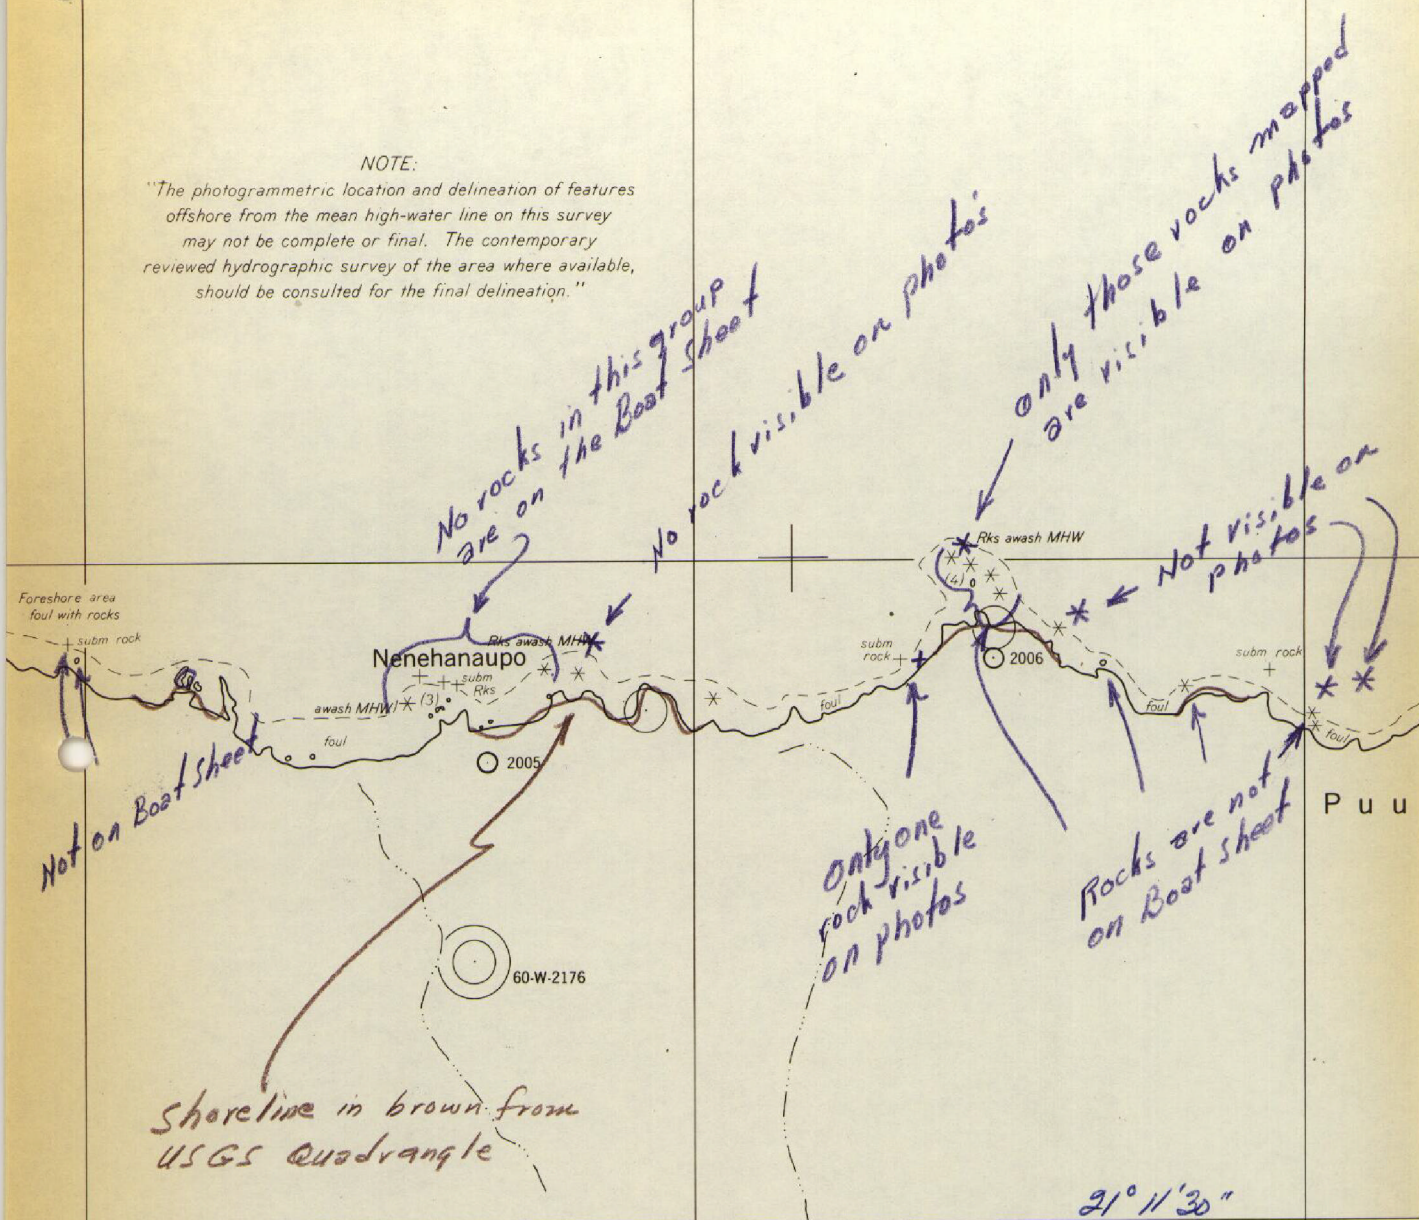 NOTE:
"The photogrammetric location and delineation of features
offshore from the mean high-water line on this survey
may not be complete or final. The contemporary
reviewed hydrographic survey of the area where available,
should be consulted for the final delineation."
No rocks in this group
are on the Boat Sheet
No rock visible on photo's
only those rocks mapped
are visible on photos
Not visible on
photos
Rks awash MHW
(4)
Foreshore area
foul with rocks
subm rock
Rks awash MHW
Nenehanaupo
subm
Rks
awash MHW
(3)
foul
2005
subm
rock
2006
subm rock
foul
foul
foul
Puu
Not on Boat Sheet
only one
rock visible
on photos
Rocks are not
on Boat Sheet
60-W-2176
Shoreline in brown from
USGS Quadrangle
21° 11' 30"